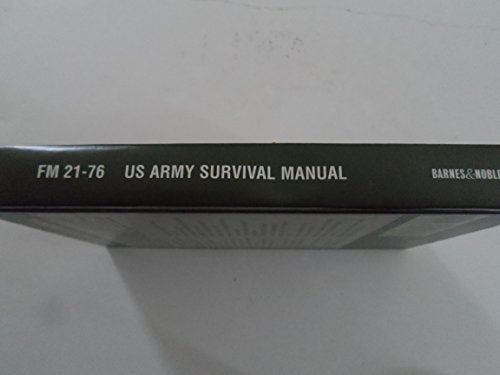 FM 21-76 US ARMY SURVIVAL MANUAL BARNES&NOBLE